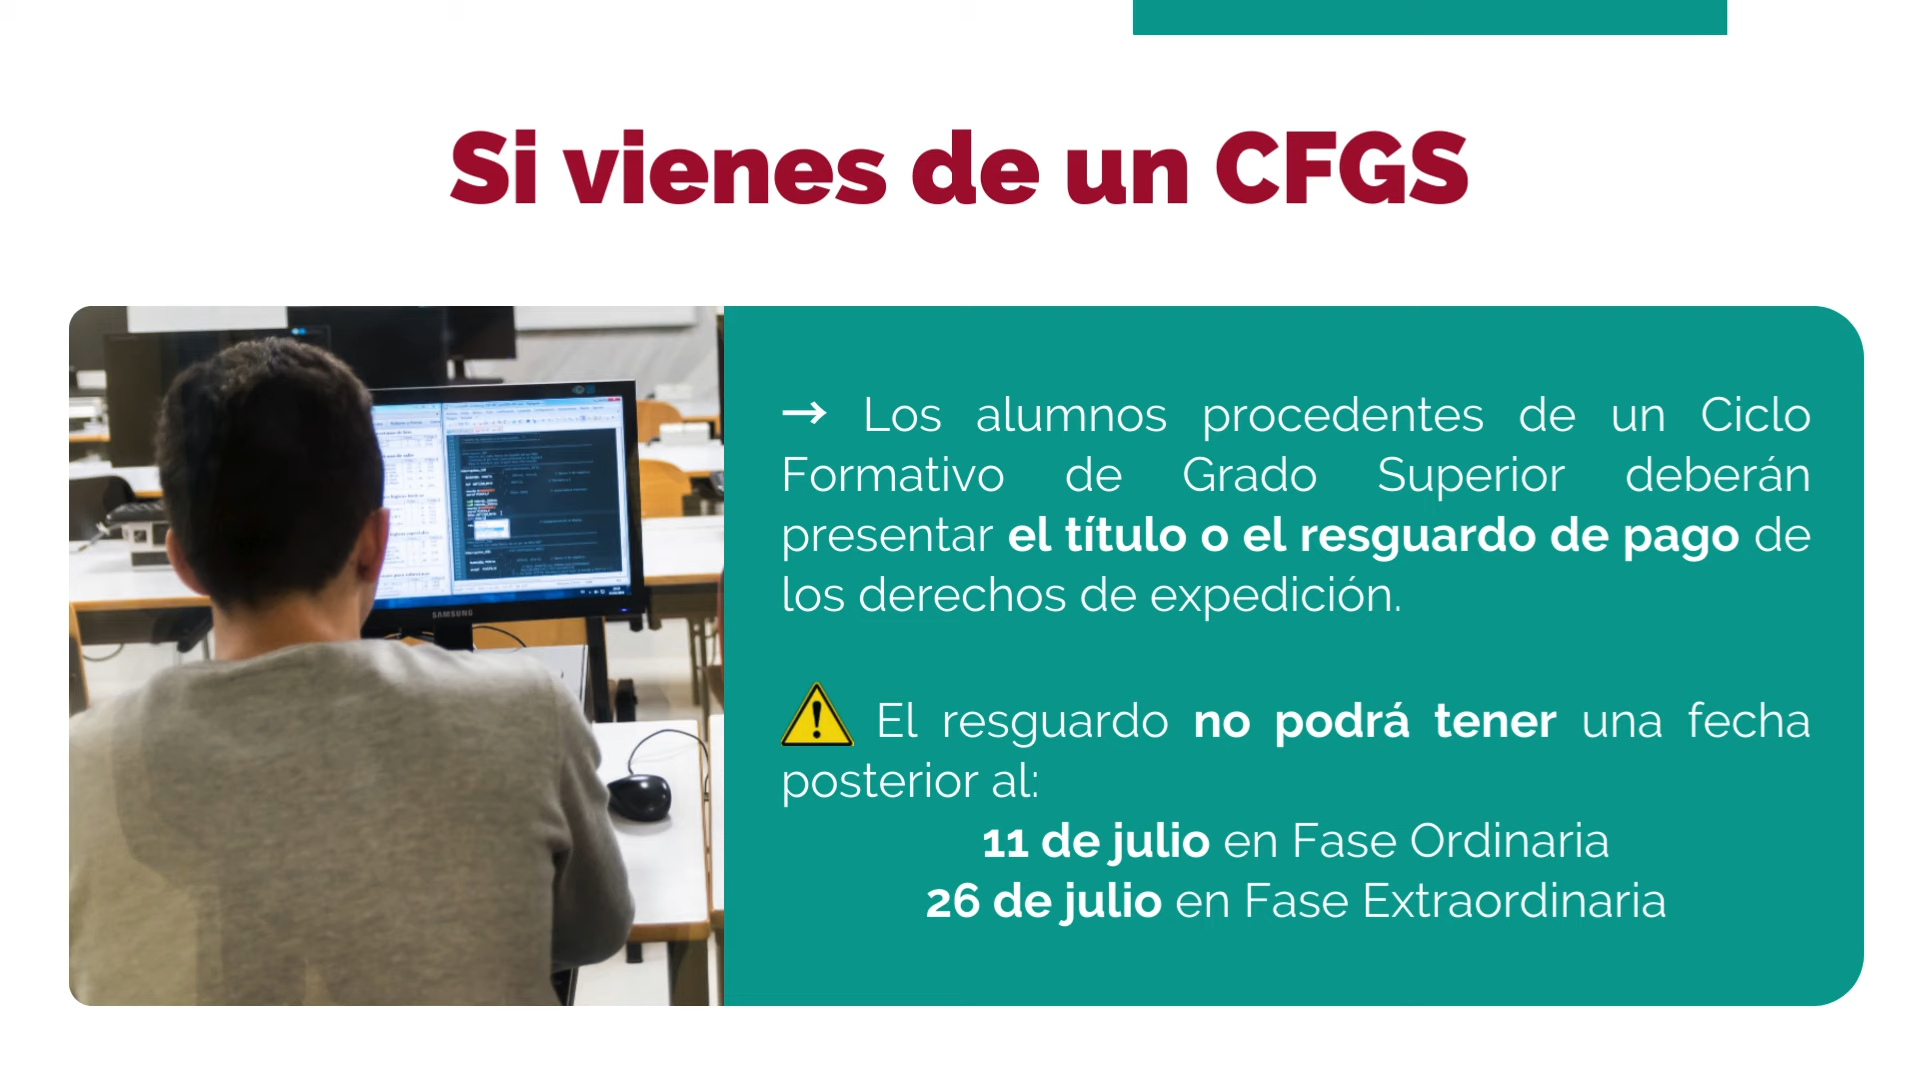 Si vienes de un CFGS
→ Los alumnos procedentes de un Ciclo
Formativo de Grado Superior deberán
presentar el título o el resguardo de pago de
los derechos de expedición.
⚠ El resguardo no podrá tener una fecha
posterior al:
11 de julio en Fase Ordinaria
26 de julio en Fase Extraordinaria
SAMSUNG